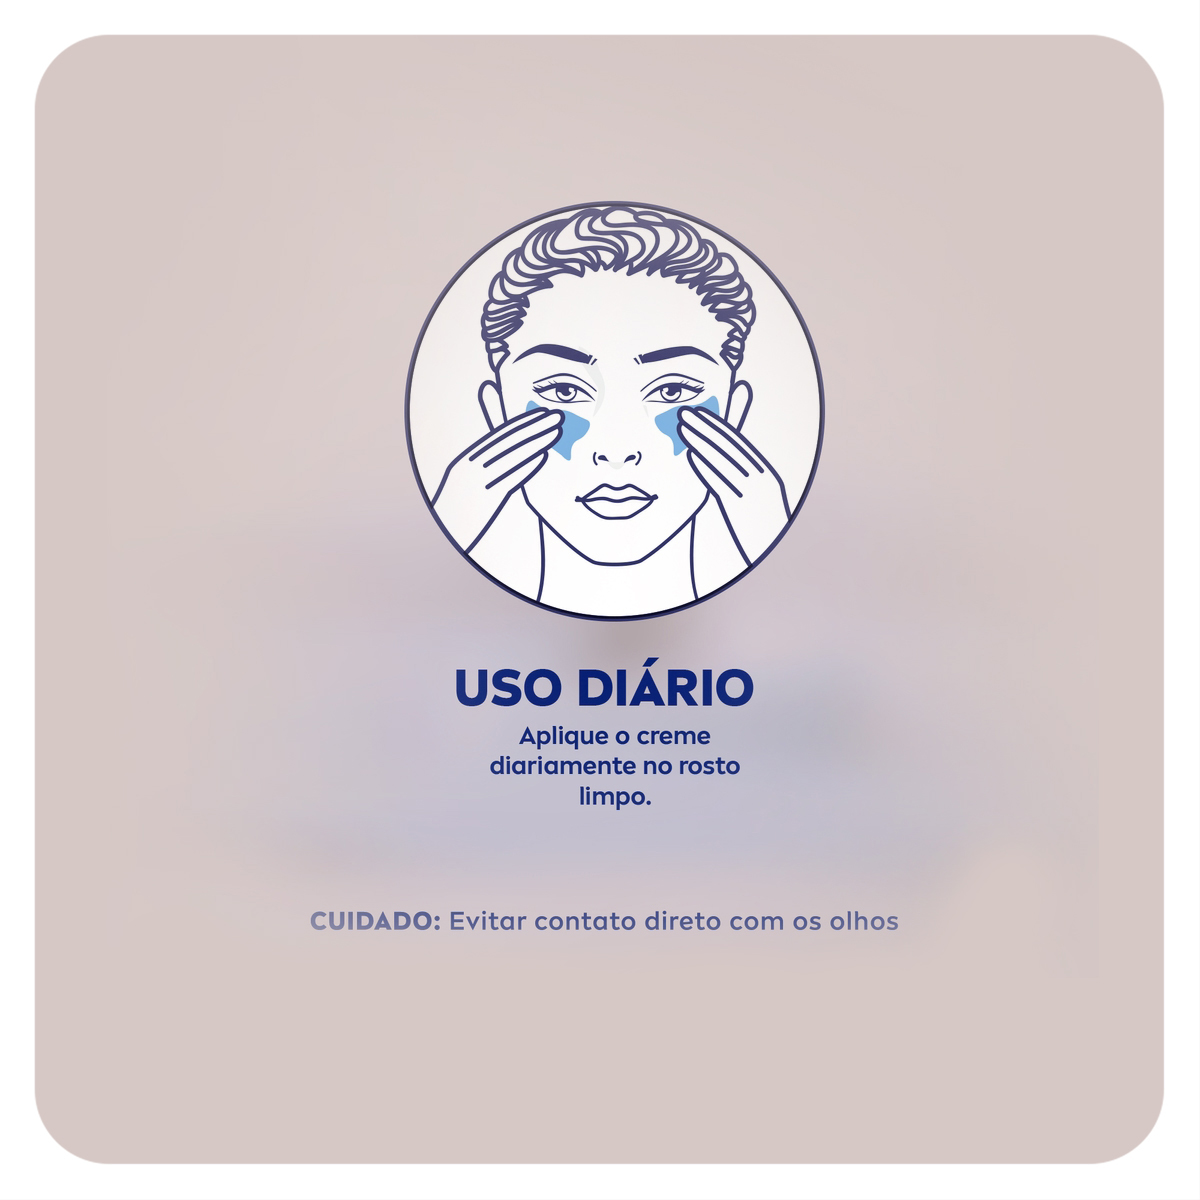 USO DIÁRIO
Aplique o creme
diariamente no rosto
limpo.
CUIDADO: Evitar contato direto com os olhos